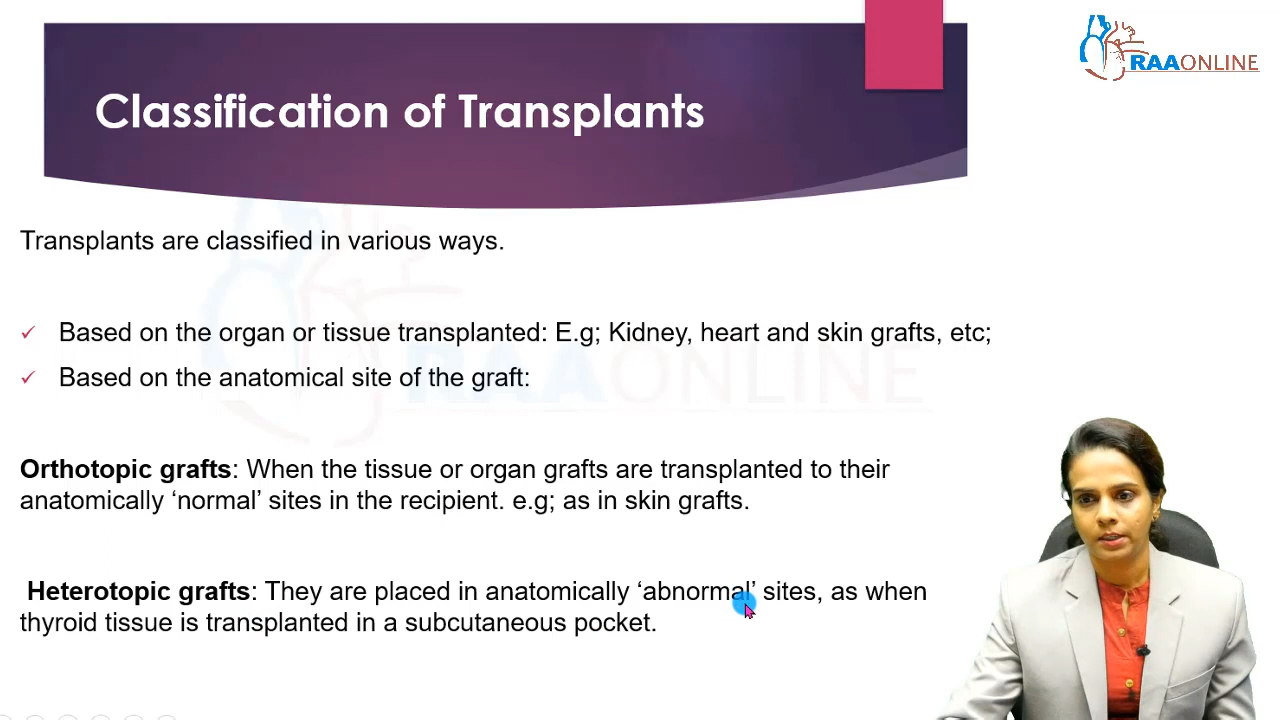 RAAONLINE
Classification of Transplants
Transplants are classified in various ways.
✓ Based on the organ or tissue transplanted: E.g; Kidney, heart and skin grafts, etc;
✓ Based on the anatomical site of the graft:
RAAONLINE
Orthotopic grafts: When the tissue or organ grafts are transplanted to their
anatomically ‘normal’ sites in the recipient. e.g; as in skin grafts.
Heterotopic grafts: They are placed in anatomically ‘abnormal’ sites, as when
thyroid tissue is transplanted in a subcutaneous pocket.